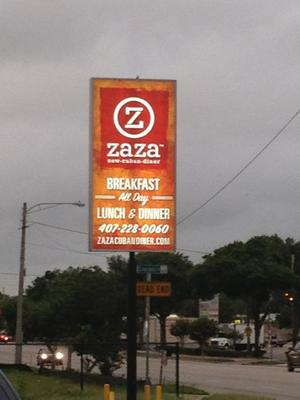 Z
zaza
new-cuban-diner
BREAKFAST
All Day
LUNCH & DINNER
407-228-0060
ZAZACUBANDINER.COM
DEAD END